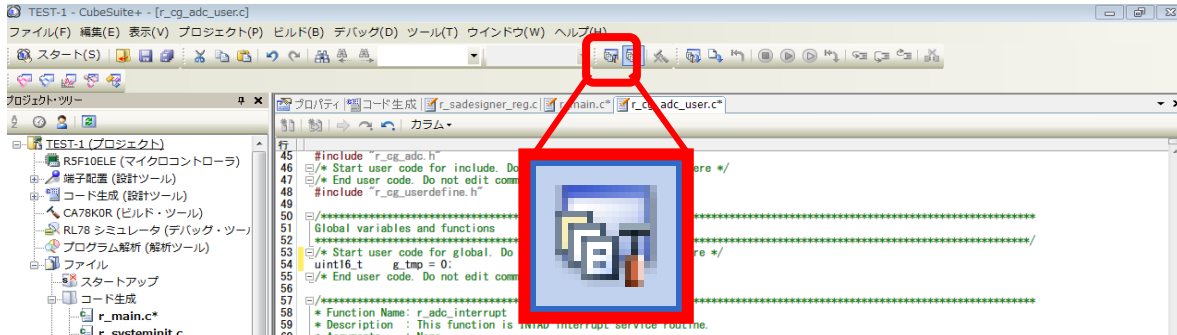 TEST-1 - CubeSuite+ - [r_cg_adc_user.c]
ファイル(F) 編集(E) 表示(V) プロジェクト(P) ビルド(B) デバッグ(D) ツール(T) ウインドウ(W) ヘルプ(H)
スタート(S)
プロジェクト・ツリー
プロパティ コード生成 r_sadesigner_reg.c r_main.c* r_cg_adc_user.c*
カラム
TEST-1 (プロジェクト)
R5F10ELE (マイクロコントローラ)
端子配置 (設計ツール)
コード生成 (設計ツール)
CA78K0R (ビルド・ツール)
RL78 シミュレータ (デバッグ・ツール
プログラム解析 (解析ツール)
ファイル
スタートアップ
コード生成
r_main.c*
r_systeminit.c
行
45 #include "r_cg_adc.h"
46 /* Start user code for include. Do ere */
47 /* End user code. Do not edit comm
48 #include "r_cg_userdefine.h"
49
50 /*****
51 Global variables and functions
52 *****/
53 /* Start user code for global. Do re */
54 uint16_t g_tmp = 0;
55 /* End user code. Do not edit comm
56
57 /*****
58 * Function Name: r_adc_interrupt
59 * Description : This function is INTAD interrupt service routine.